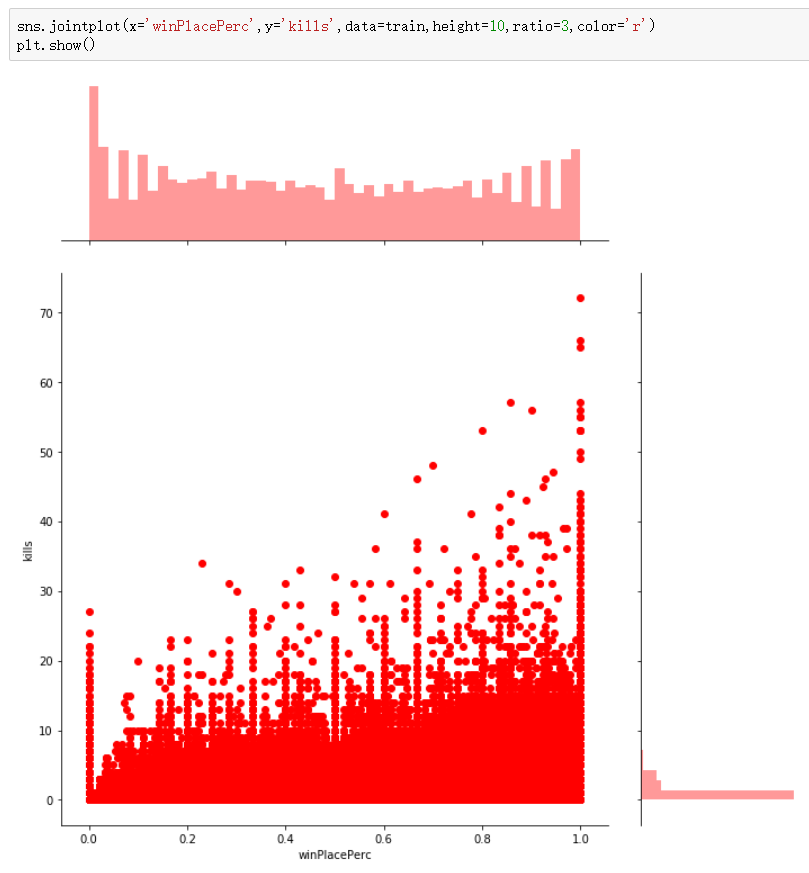 sns.jointplot(x='winPlacePerc',y='kills',data=train,height=10,ratio=3,color='r')
plt.show()
70
60
50
40
30
20
10
0
kills
0.0 0.2 0.4 0.6 0.8 1.0
winPlacePerc